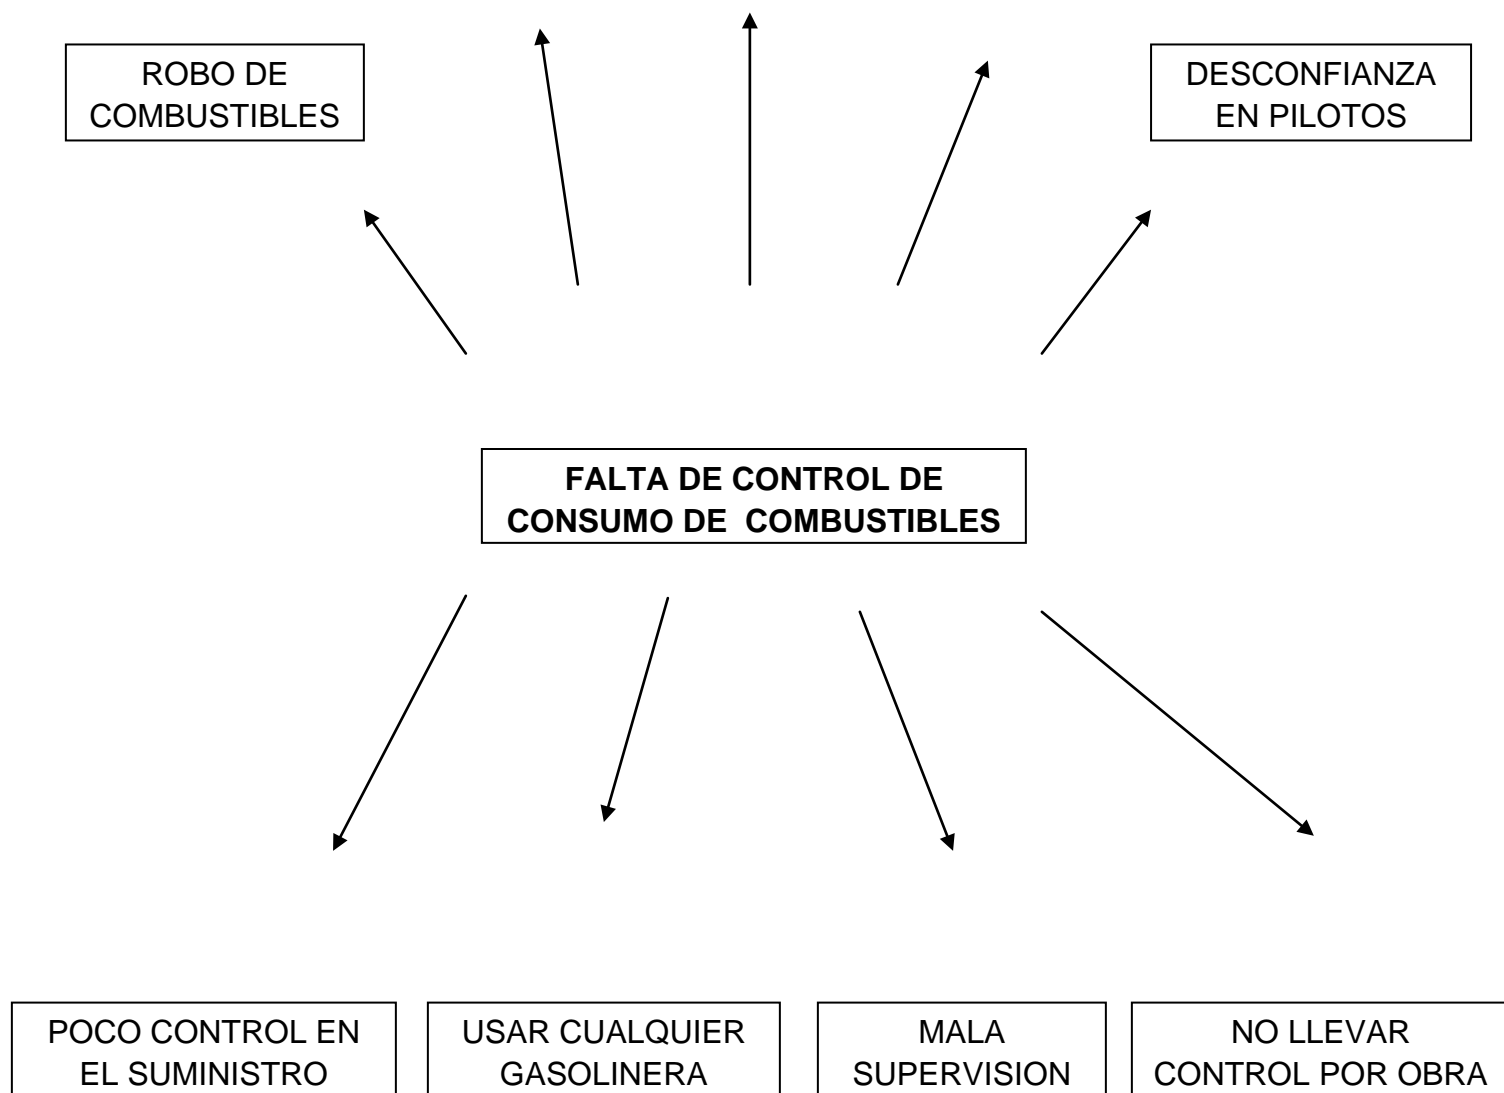 ROBO DE
COMBUSTIBLES
DESCONFIANZA
EN PILOTOS
FALTA DE CONTROL DE
CONSUMO DE  COMBUSTIBLES
POCO CONTROL EN
EL SUMINISTRO
USAR CUALQUIER
GASOLINERA
MALA
SUPERVISION
NO LLEVAR
CONTROL POR OBRA